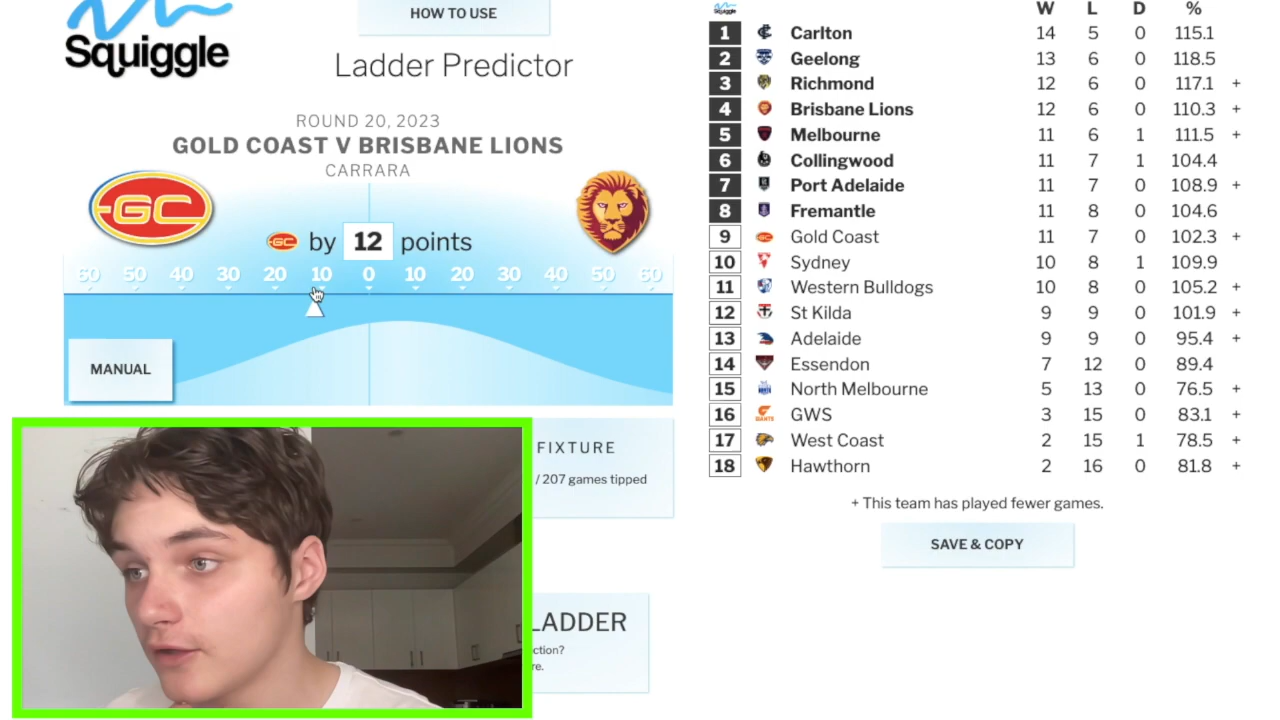 HOW TO USE
Squiggle
Ladder Predictor
ROUND 20, 2023
GOLD COAST V BRISBANE LIONS
CARRARA
GC
GC by 12 points
60 50 40 30 20 10 0 10 20 30 40 50 60
MANUAL
FIXTURE
/ 207 games tipped
LADDER
ction?
re.
W L D %
1 Carlton 14 5 0 115.1
2 Geelong 13 6 0 118.5
3 Richmond 12 6 0 117.1 +
4 Brisbane Lions 12 6 0 110.3 +
5 Melbourne 11 6 1 111.5 +
6 Collingwood 11 7 1 104.4
7 Port Adelaide 11 7 0 108.9 +
8 Fremantle 11 8 0 104.6
9 Gold Coast 11 7 0 102.3 +
10 Sydney 10 8 1 109.9
11 Western Bulldogs 10 8 0 105.2 +
12 St Kilda 9 9 0 101.9 +
13 Adelaide 9 9 0 95.4 +
14 Essendon 7 12 0 89.4
15 North Melbourne 5 13 0 76.5 +
16 GWS 3 15 0 83.1 +
17 West Coast 2 15 1 78.5 +
18 Hawthorn 2 16 0 81.8 +
+ This team has played fewer games.
SAVE & COPY